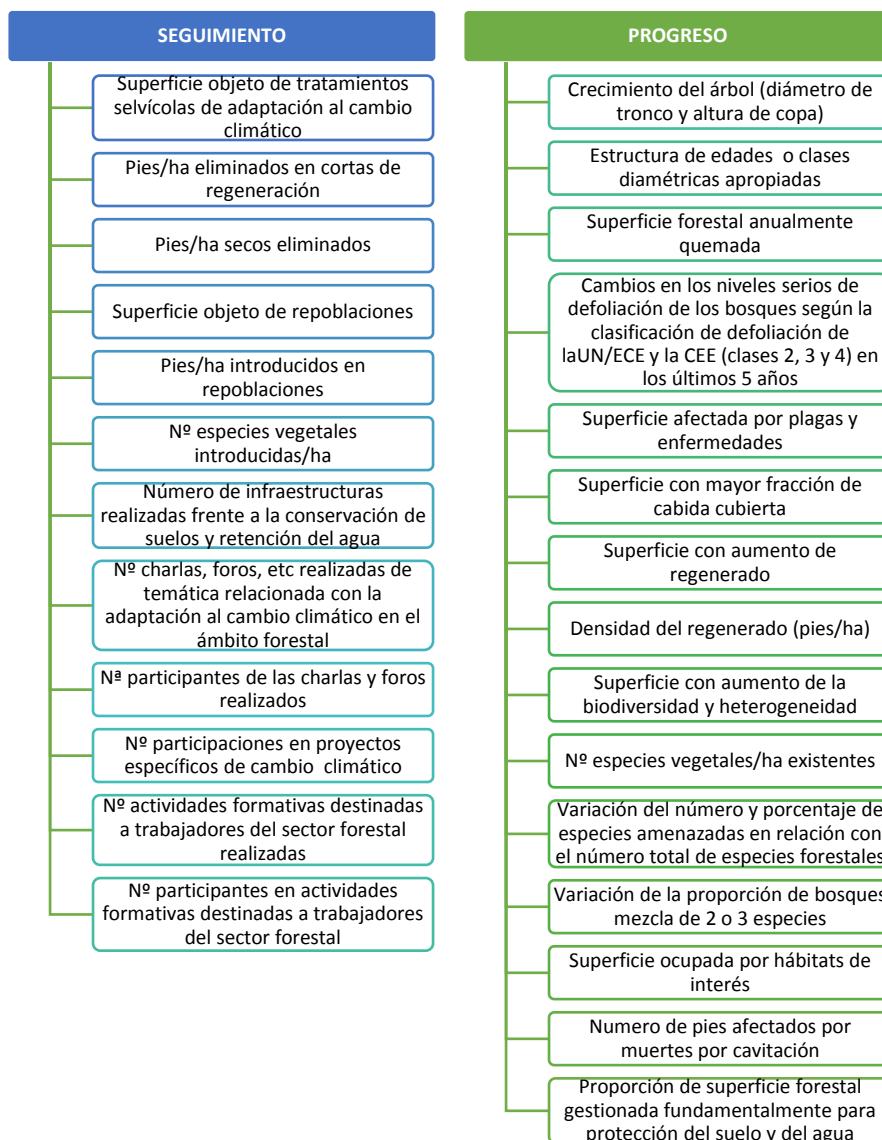 SEGUIMIENTO
Superficie objeto de tratamientos
selvícolas de adaptación al cambio
climático
Pies/ha eliminados en cortas de
regeneración
Pies/ha secos eliminados
Superficie objeto de repoblaciones
Pies/ha introducidos en
repoblaciones
Nº especies vegetales
introducidas/ha
Número de infraestructuras
realizadas frente a la conservación de
suelos y retención del agua
Nº charlas, foros, etc realizadas de
temática relacionada con la
adaptación al cambio climático en el
ámbito forestal
Nª participantes de las charlas y foros
realizados
Nº participaciones en proyectos
específicos de cambio climático
Nº actividades formativas destinadas
a trabajadores del sector forestal
realizadas
Nº participantes en actividades
formativas destinadas a trabajadores
del sector forestal
PROGRESO
Crecimiento del árbol (diámetro de
tronco y altura de copa)
Estructura de edades o clases
diamétricas apropiadas
Superficie forestal anualmente
quemada
Cambios en los niveles serios de
defoliación de los bosques según la
clasificación de defoliación de
laUN/ECE y la CEE (clases 2, 3 y 4) en
los últimos 5 años
Superficie afectada por plagas y
enfermedades
Superficie con mayor fracción de
cabida cubierta
Superficie con aumento de
regenerado
Densidad del regenerado (pies/ha)
Superficie con aumento de la
biodiversidad y heterogeneidad
Nº especies vegetales/ha existentes
Variación del número y porcentaje de
especies amenazadas en relación con
el número total de especies forestales
Variación de la proporción de bosques
mezcla de 2 o 3 especies
Superficie ocupada por hábitats de
interés
Numero de pies afectados por
muertes por cavitación
Proporción de superficie forestal
gestionada fundamentalmente para
protección del suelo y del agua